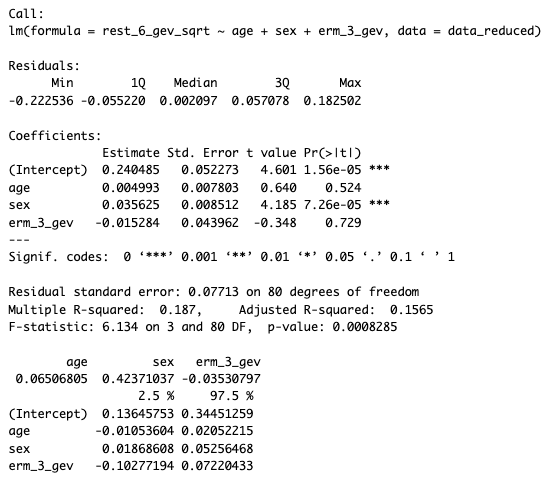 Call:
lm(formula = rest_6_gev_sqrt ~ age + sex + erm_3_gev, data = data_reduced)
Residuals:
Min 1Q Median 3Q Max
-0.222536 -0.055220 0.002097 0.057078 0.182502
Coefficients:
Estimate Std. Error t value Pr(>|t|)
(Intercept) 0.240485 0.052273 4.601 1.56e-05 ***
age 0.004993 0.007803 0.640 0.524
sex 0.035625 0.008512 4.185 7.26e-05 ***
erm_3_gev -0.015284 0.043962 -0.348 0.729
---
Signif. codes: 0 ‘***’ 0.001 ‘**’ 0.01 ‘*’ 0.05 ‘.’ 0.1 ‘ ’ 1
Residual standard error: 0.07713 on 80 degrees of freedom
Multiple R-squared: 0.187, Adjusted R-squared: 0.1565
F-statistic: 6.134 on 3 and 80 DF, p-value: 0.0008285
age sex erm_3_gev
0.06506805 0.42371037 -0.03530797
2.5 % 97.5 %
(Intercept) 0.13645753 0.34451259
age -0.01053604 0.02052215
sex 0.01868608 0.05256468
erm_3_gev -0.10277194 0.07220433